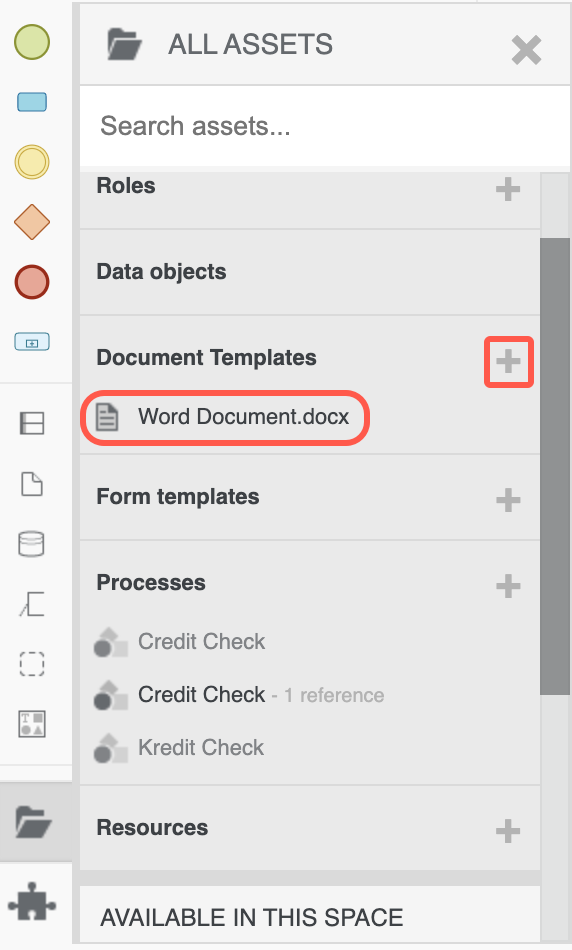 ALL ASSETS
Search assets...
Roles
Data objects
Document Templates
Word Document.docx
Form templates
Processes
Credit Check
Credit Check - 1 reference
Kredit Check
Resources
AVAILABLE IN THIS SPACE